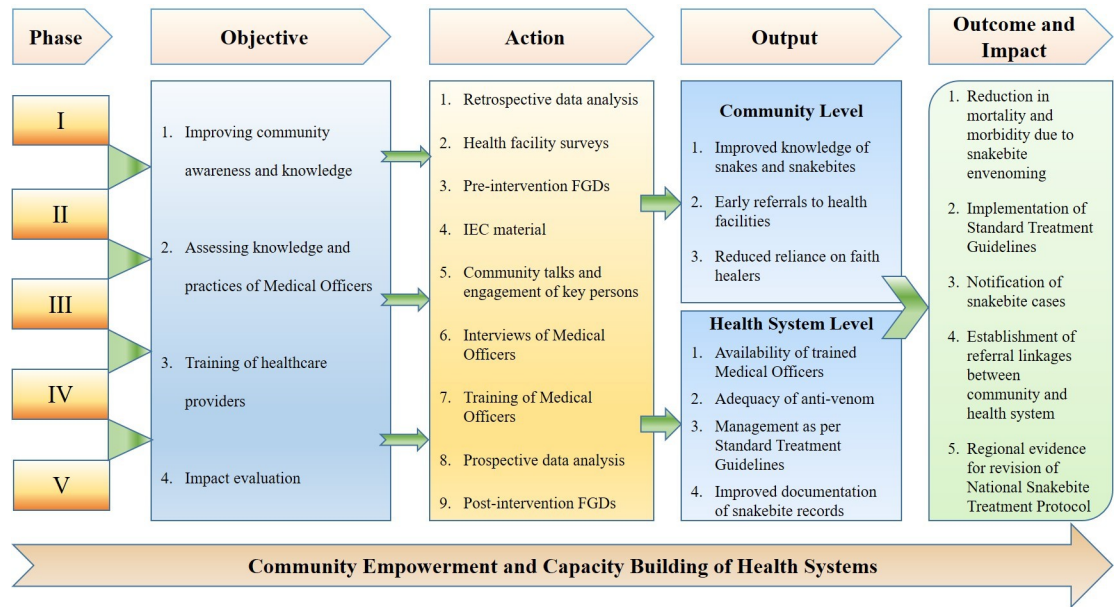 Phase
Objective
Action
Output
Outcome and
Impact
I
II
III
IV
V
1. Improving community
awareness and knowledge
2. Assessing knowledge and
practices of Medical Officers
3. Training of healthcare
providers
4. Impact evaluation
1. Retrospective data analysis
2. Health facility surveys
3. Pre-intervention FGDs
4. IEC material
5. Community talks and
engagement of key persons
6. Interviews of Medical
Officers
7. Training of Medical
Officers
8. Prospective data analysis
9. Post-intervention FGDs
Community Level
1. Improved knowledge of
snakes and snakebites
2. Early referrals to health
facilities
3. Reduced reliance on faith
healers
Health System Level
1. Availability of trained
Medical Officers
2. Adequacy of anti-venom
3. Management as per
Standard Treatment
Guidelines
4. Improved documentation
of snakebite records
1. Reduction in
mortality and
morbidity due to
snakebite
envenoming
2. Implementation of
Standard Treatment
Guidelines
3. Notification of
snakebite cases
4. Establishment of
referral linkages
between
community and
health system
5. Regional evidence
for revision of
National Snakebite
Treatment Protocol
Community Empowerment and Capacity Building of Health Systems